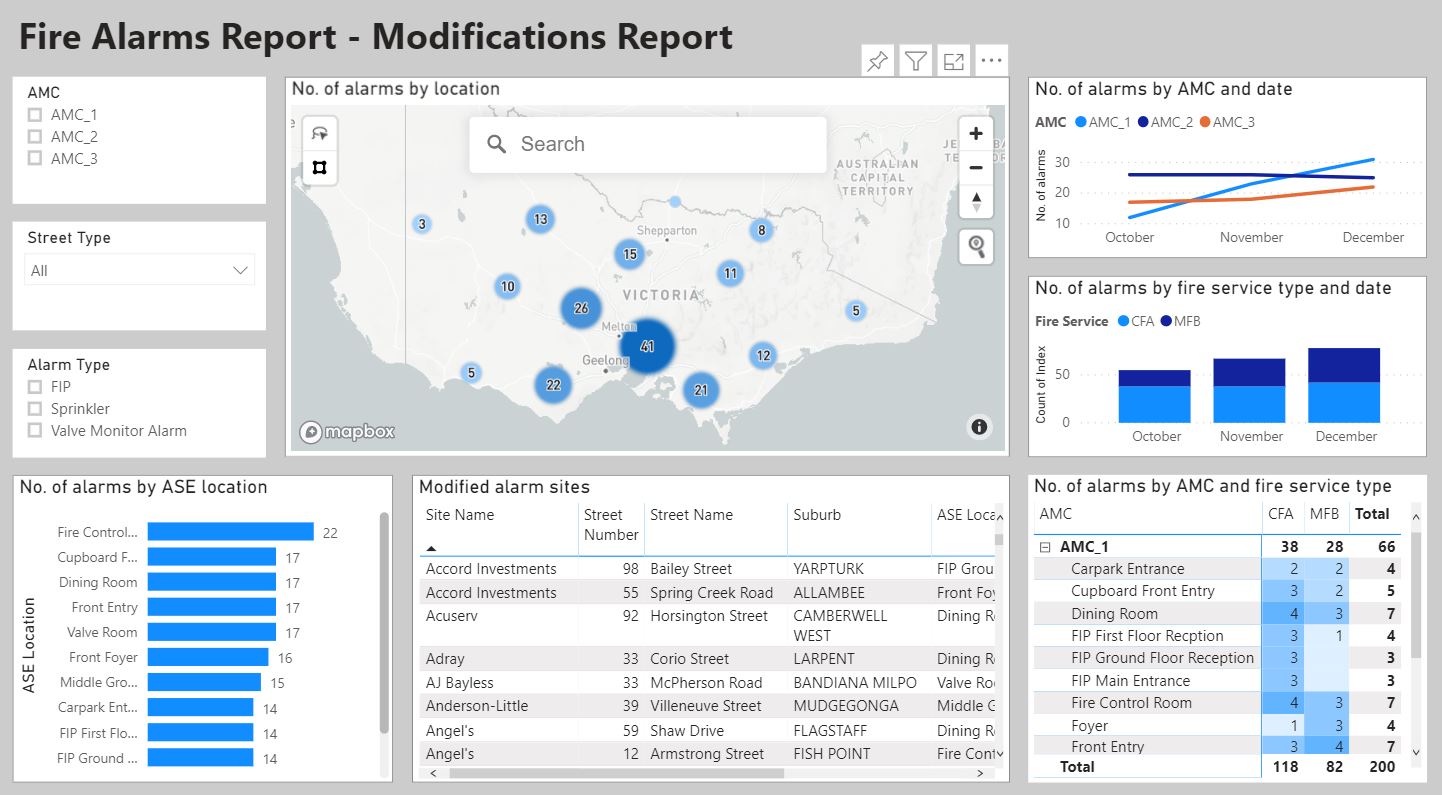 Fire Alarms Report - Modifications Report
AMC
AMC_1
AMC_2
AMC_3
Street Type
All
Alarm Type
FIP
Sprinkler
Valve Monitor Alarm
No. of alarms by location
Search
AUSTRALIAN
CAPITAL
TERRITORY
3
13
Shepparton
8
15
11
10
VICTORIA
26
5
Melton
41
Geelong
12
5
22
21
mapbox
No. of alarms by AMC and date
AMC AMC_1 AMC_2 AMC_3
No. of alarms
30
20
10
October November December
No. of alarms by fire service type and date
Fire Service CFA MFB
Count of Index
50
0
October November December
No. of alarms by ASE location
ASE Location
Fire Control... 22
Cupboard F... 17
Dining Room 17
Front Entry 17
Valve Room 17
Front Foyer 16
Middle Gro... 15
Carpark Ent... 14
FIP First Flo... 14
FIP Ground ... 14
Modified alarm sites
Site Name Street Number Street Name Suburb ASE Loca
Accord Investments 98 Bailey Street YARPTURK FIP Grou
Accord Investments 55 Spring Creek Road ALLAMBEE Front Foy
Acuserv 92 Horsington Street CAMBERWELL WEST Dining R
Adray 33 Corio Street LARPENT Dining R
AJ Bayless 33 McPherson Road BANDIANA MILPO Valve Ro
Anderson-Little 39 Villeneuve Street MUDGEGONGA Middle G
Angel's 59 Shaw Drive FLAGSTAFF Dining R
Angel's 12 Armstrong Street FISH POINT Fire Cont
No. of alarms by AMC and fire service type
AMC CFA MFB Total
AMC_1 38 28 66
Carpark Entrance 2 2 4
Cupboard Front Entry 3 2 5
Dining Room 4 3 7
FIP First Floor Recption 3 1 4
FIP Ground Floor Reception 3 3
FIP Main Entrance 3 3
Fire Control Room 4 3 7
Foyer 1 3 4
Front Entry 3 4 7
Total 118 82 200